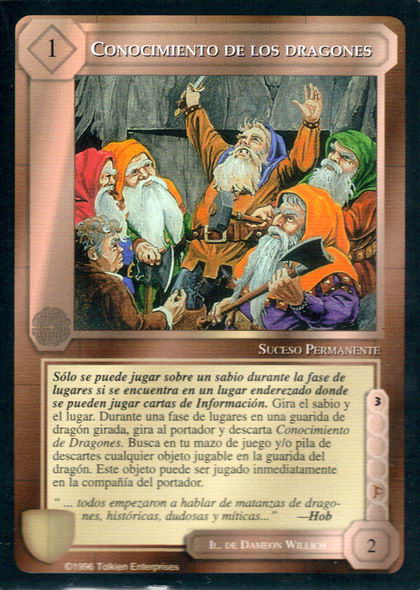 1
CONOCIMIENTO DE LOS DRAGONES
SUCESO PERMANENTE
Sólo se puede jugar sobre un sabio durante la fase de
lugares si se encuentra en un lugar enderezado donde
se pueden jugar cartas de Información. Gira el sabio y
el lugar. Durante una fase de lugares en una guarida de
dragón girada, gira al portador y descarta Conocimiento
de Dragones. Busca en tu mazo de juego y/o pila de
descartes cualquier objeto jugable en la guarida del
dragón. Este objeto puede ser jugado inmediatamente
en la compañía del portador.
3
“ ... todos empezaron a hablar de matanzas de drago-
nes, históricas, dudosas y míticas...” —Hob
IL. DE DAMEON WILLICH
2
©1996 Tolkien Enterprises